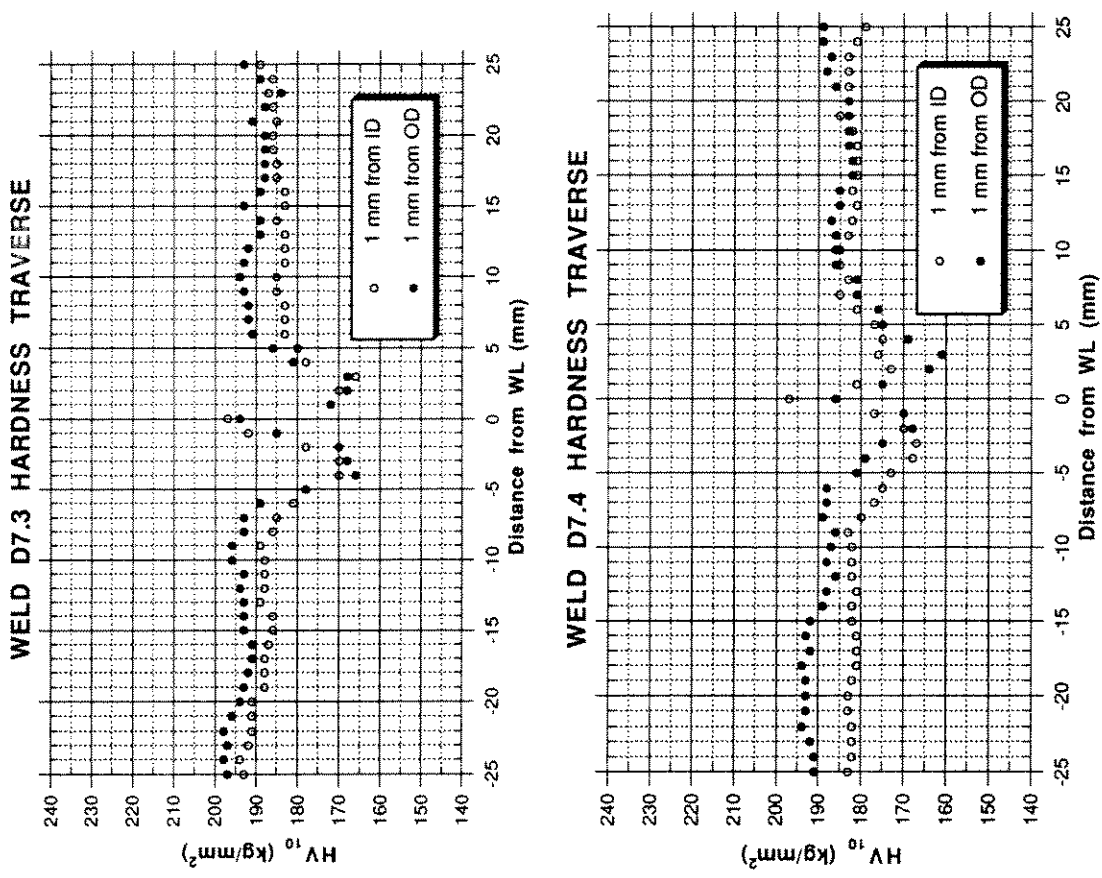 WELD D7.3 HARDNESS TRAVERSE
HV10 (kg/mm²)
240
230
220
210
200
190
180
170
160
150
140
-25 -20 -15 -10 -5 0 5 10 15 20 25
Distance from WL (mm)
1 mm from ID
1 mm from OD
WELD D7.4 HARDNESS TRAVERSE
HV10 (kg/mm²)
240
230
220
210
200
190
180
170
160
150
140
-25 -20 -15 -10 -5 0 5 10 15 20 25
Distance from WL (mm)
1 mm from ID
1 mm from OD